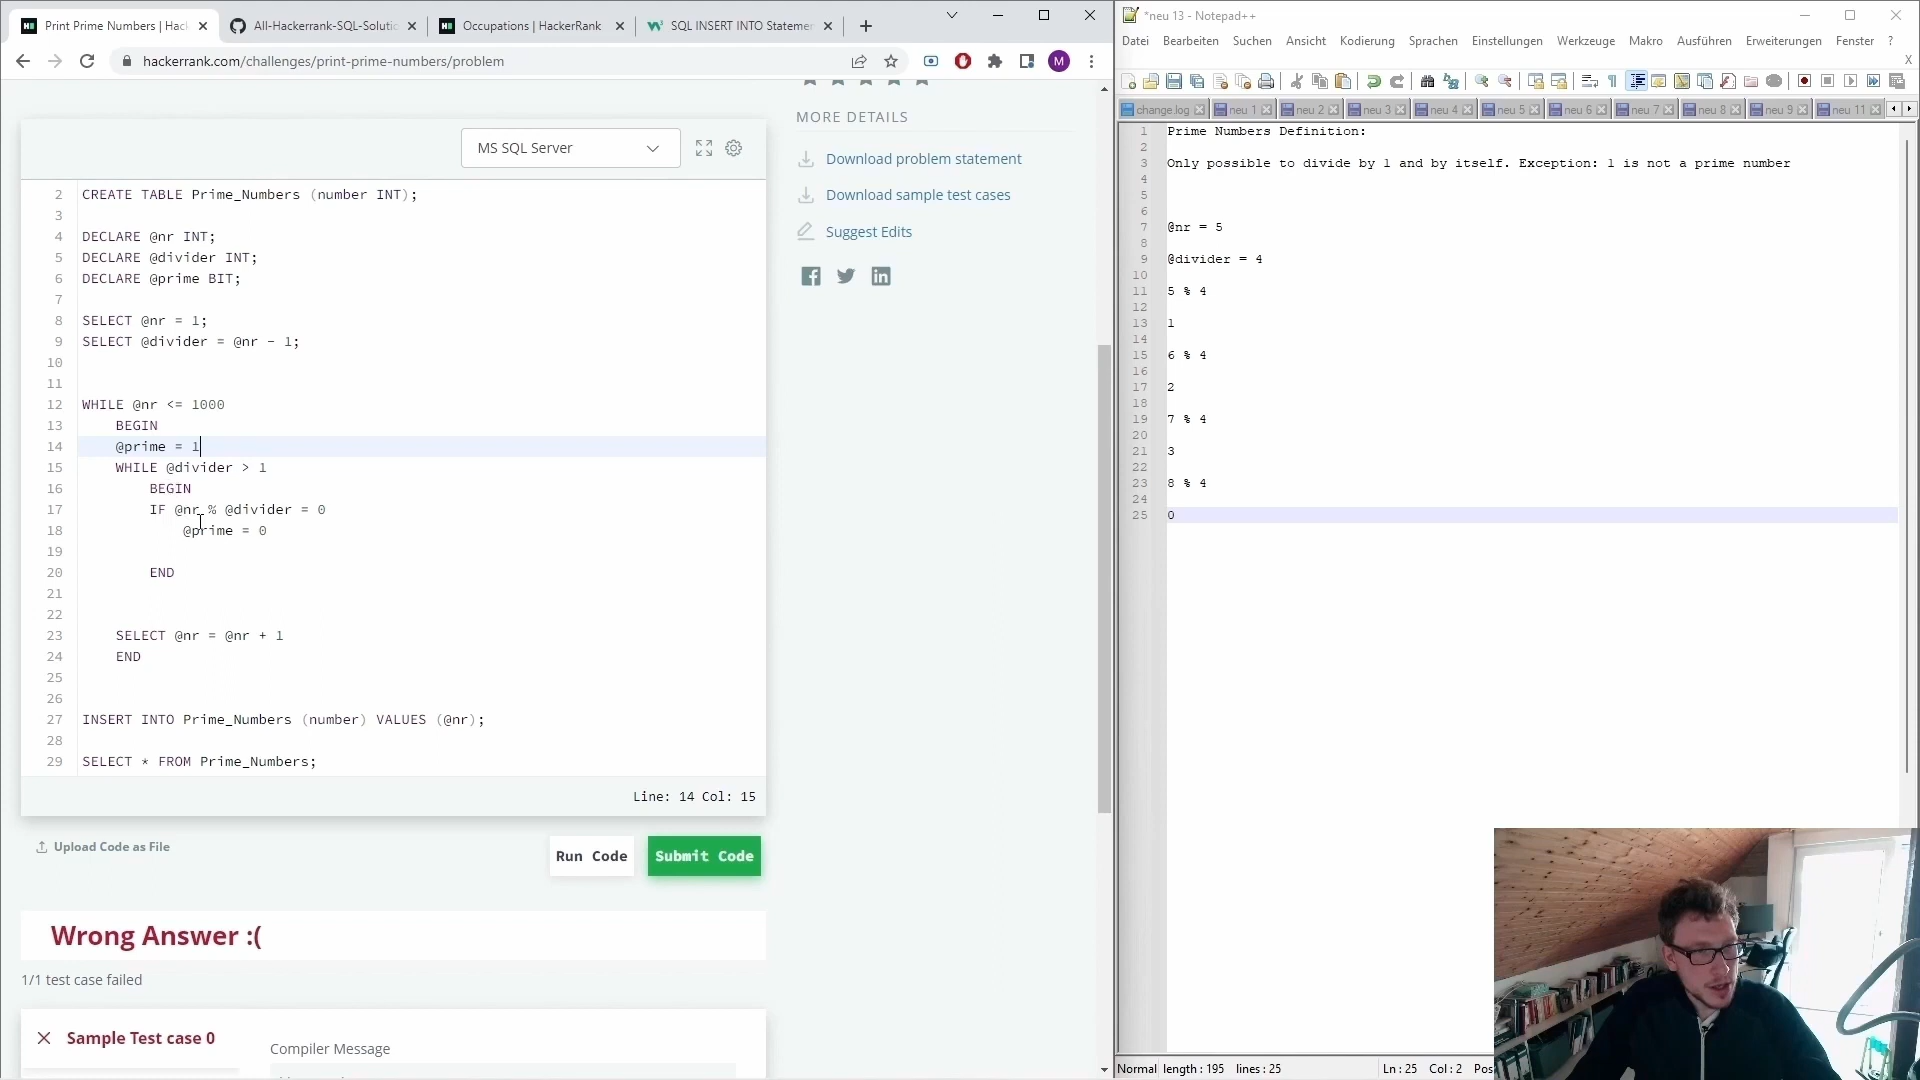 Print Prime Numbers | Hac
All-Hackerrank-SQL-Solutio
Occupations | HackerRank
SQL INSERT INTO Statemen
hackerrank.com/challenges/print-prime-numbers/problem
M
MS SQL Server
2 CREATE TABLE Prime_Numbers (number INT);
3
4 DECLARE @nr INT;
5 DECLARE @divider INT;
6 DECLARE @prime BIT;
7
8 SELECT @nr = 1;
9 SELECT @divider = @nr - 1;
10
11
12 WHILE @nr <= 1000
13 BEGIN
14 @prime = 1
15 WHILE @divider > 1
16 BEGIN
17 IF @nr % @divider = 0
18 @prime = 0
19
20 END
21
22
23 SELECT @nr = @nr + 1
24 END
25
26
27 INSERT INTO Prime_Numbers (number) VALUES (@nr);
28
29 SELECT * FROM Prime_Numbers;
Line: 14 Col: 15
Upload Code as File
Run Code
Submit Code
Wrong Answer :(
1/1 test case failed
Sample Test case 0
Compiler Message
MORE DETAILS
Download problem statement
Download sample test cases
Suggest Edits
*neu 13 - Notepad++
Datei Bearbeiten Suchen Ansicht Kodierung Sprachen Einstellungen Werkzeuge Makro Ausführen Erweiterungen Fenster ?
X
change.log neu 1 neu 2 neu 3 neu 4 neu 5 neu 6 neu 7 neu 8 neu 9 neu 11
1 Prime Numbers Definition:
2
3 Only possible to divide by 1 and by itself. Exception: 1 is not a prime number
4
5
6
7 @nr = 5
8
9 @divider = 4
10
11 5 % 4
12
13 1
14
15 6 % 4
16
17 2
18
19 7 % 4
20
21 3
22
23 8 % 4
24
25 0
Normal length : 195 lines : 25 Ln : 25 Col : 2 Pos